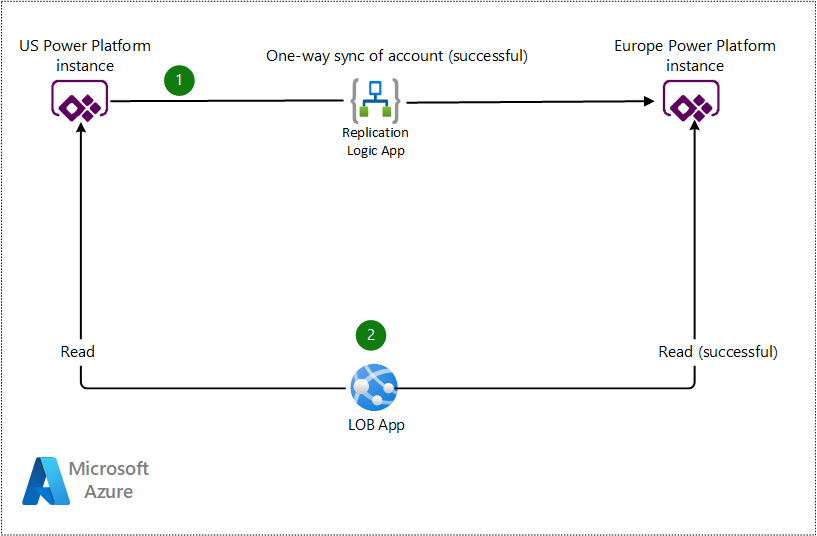 US Power Platform
instance
One-way sync of account (successful)
Europe Power Platform
instance
1
Replication
Logic App
2
Read
Read (successful)
LOB App
Microsoft
Azure